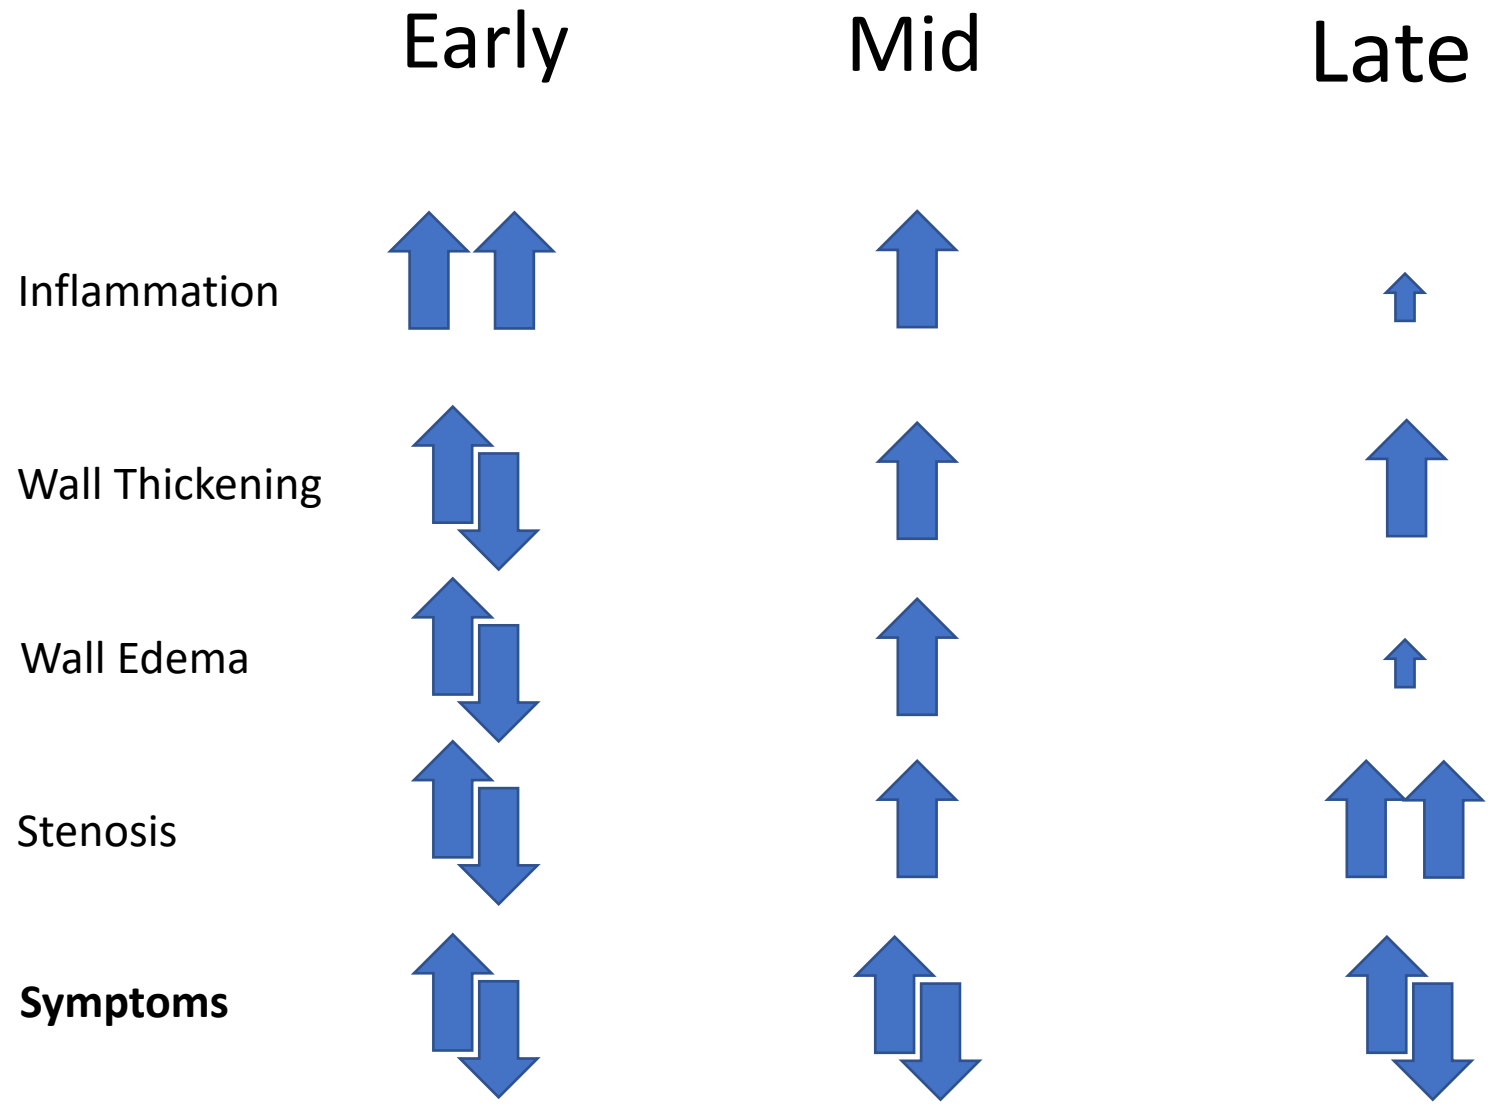 Early Mid Late
Inflammation
Wall Thickening
Wall Edema
Stenosis
Symptoms